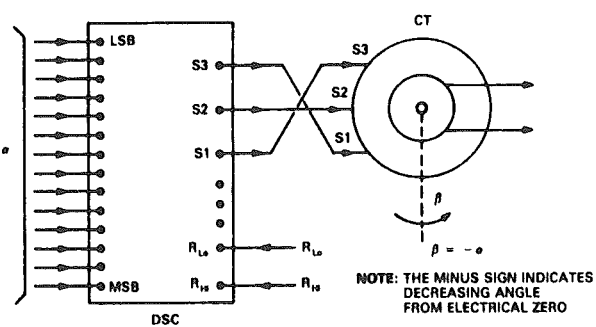 CT
LSB
S3
S3
S2
S2
S1
S1
α
β
R_Lo
R_Lo
β = -α
R_Hi
R_Hi
MSB
NOTE: THE MINUS SIGN INDICATES
DECREASING ANGLE
FROM ELECTRICAL ZERO
DSC